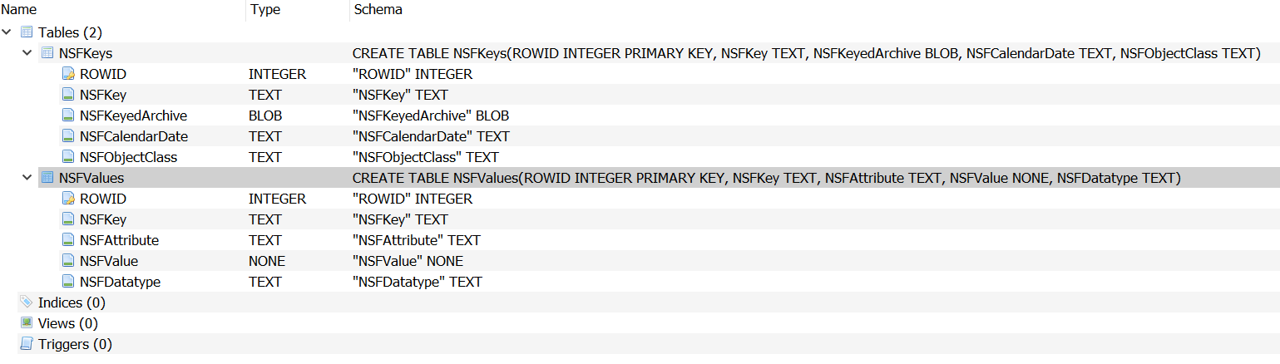 Name Type Schema
Tables (2)
NSFKeys CREATE TABLE NSFKeys(ROWID INTEGER PRIMARY KEY, NSFKey TEXT, NSFKeyedArchive BLOB, NSFCalendarDate TEXT, NSFObjectClass TEXT)
ROWID INTEGER "ROWID" INTEGER
NSFKey TEXT "NSFKey" TEXT
NSFKeyedArchive BLOB "NSFKeyedArchive" BLOB
NSFCalendarDate TEXT "NSFCalendarDate" TEXT
NSFObjectClass TEXT "NSFObjectClass" TEXT
NSFValues CREATE TABLE NSFValues(ROWID INTEGER PRIMARY KEY, NSFKey TEXT, NSFAttribute TEXT, NSFValue NONE, NSFDatatype TEXT)
ROWID INTEGER "ROWID" INTEGER
NSFKey TEXT "NSFKey" TEXT
NSFAttribute TEXT "NSFAttribute" TEXT
NSFValue NONE "NSFValue" NONE
NSFDatatype TEXT "NSFDatatype" TEXT
Indices (0)
Views (0)
Triggers (0)